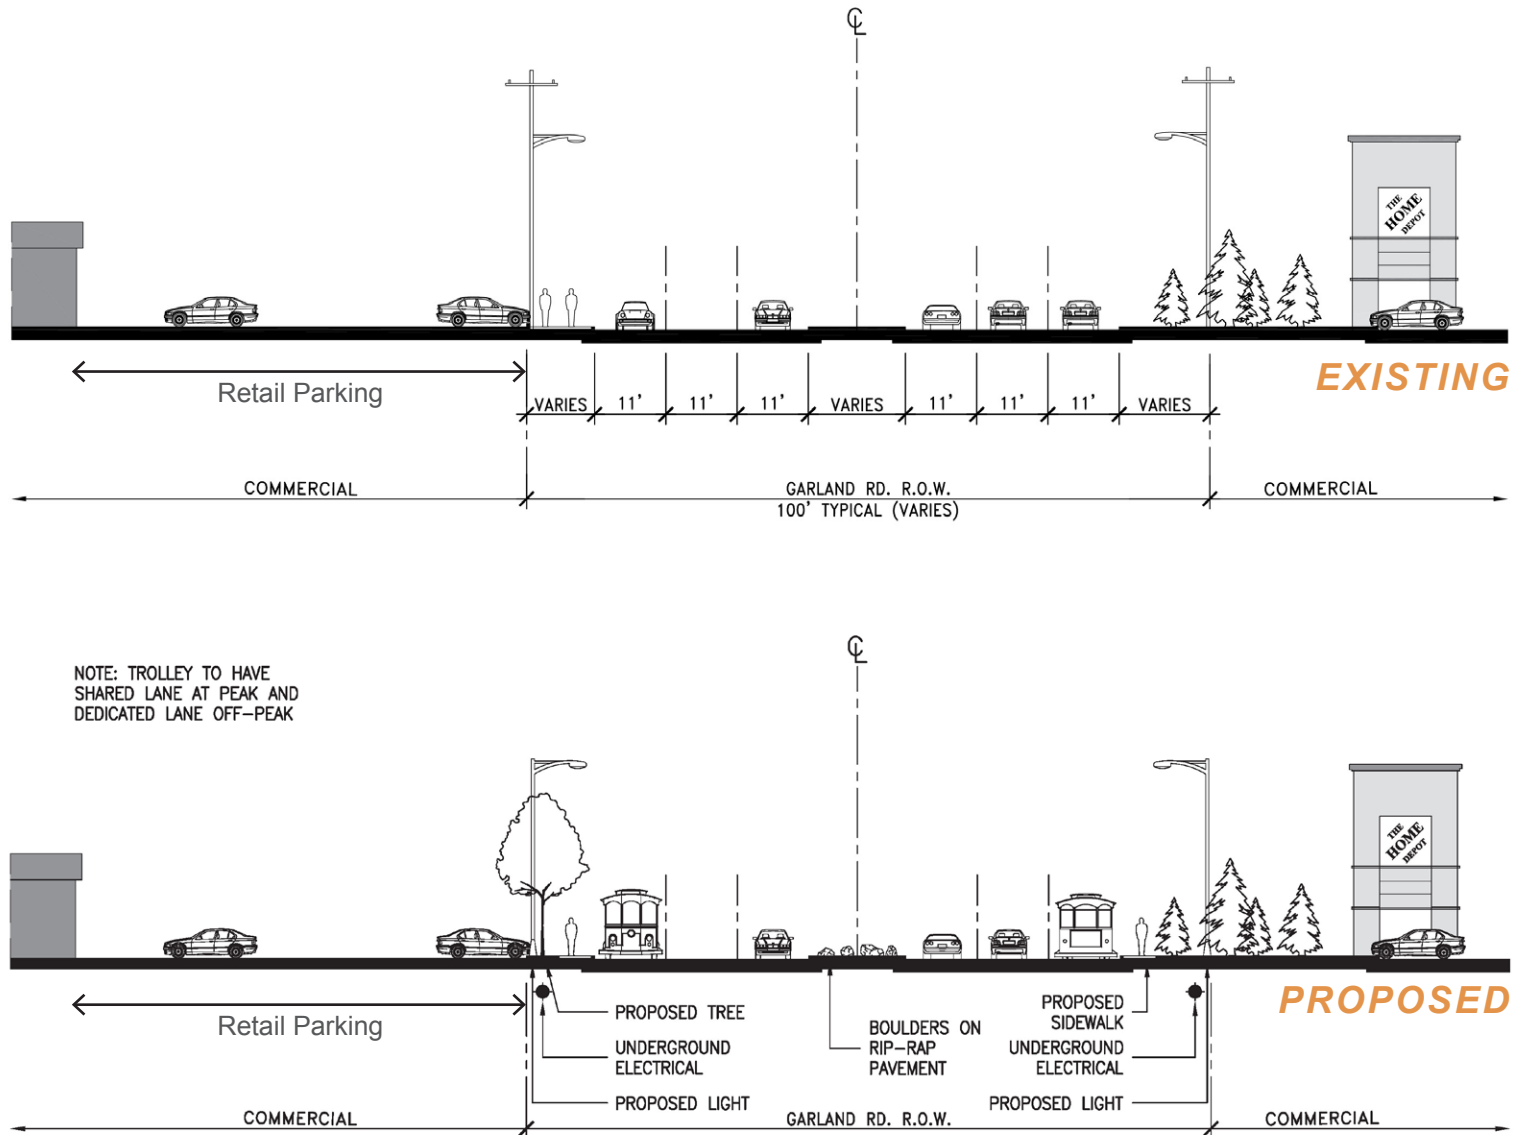 ℄
THE
HOME
DEPOT
EXISTING
Retail Parking
VARIES 11' 11' 11' VARIES 11' 11' 11' VARIES
COMMERCIAL GARLAND RD. R.O.W. COMMERCIAL
100' TYPICAL (VARIES)
℄
NOTE: TROLLEY TO HAVE
SHARED LANE AT PEAK AND
DEDICATED LANE OFF-PEAK
THE
HOME
DEPOT
PROPOSED
Retail Parking
PROPOSED TREE
UNDERGROUND
ELECTRICAL
PROPOSED LIGHT
BOULDERS ON
RIP-RAP
PAVEMENT
PROPOSED
SIDEWALK
UNDERGROUND
ELECTRICAL
PROPOSED LIGHT
COMMERCIAL GARLAND RD. R.O.W. COMMERCIAL